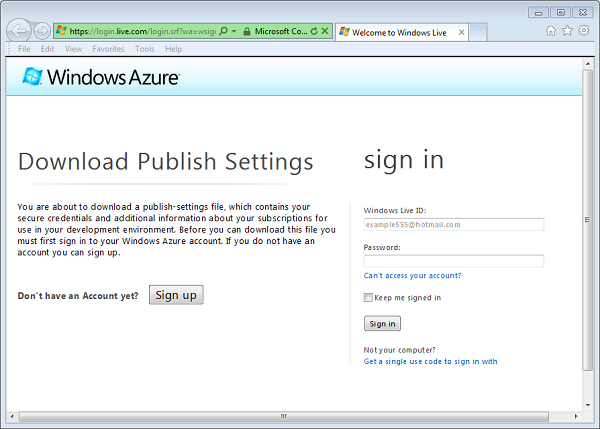 https://login.live.com/login.srf?wa=wsig
Microsoft Co...
Welcome to Windows Live
File Edit View Favorites Tools Help
Windows Azure
Download Publish Settings
You are about to download a publish-settings file, which contains your
secure credentials and additional information about your subscriptions for
use in your development environment. Before you can download this file you
must first sign in to your Windows Azure account. If you do not have an
account you can sign up.
Don't have an Account yet? Sign up
sign in
Windows Live ID:
example555@hotmail.com
Password:
Can't access your account?
Keep me signed in
Sign in
Not your computer?
Get a single use code to sign in with